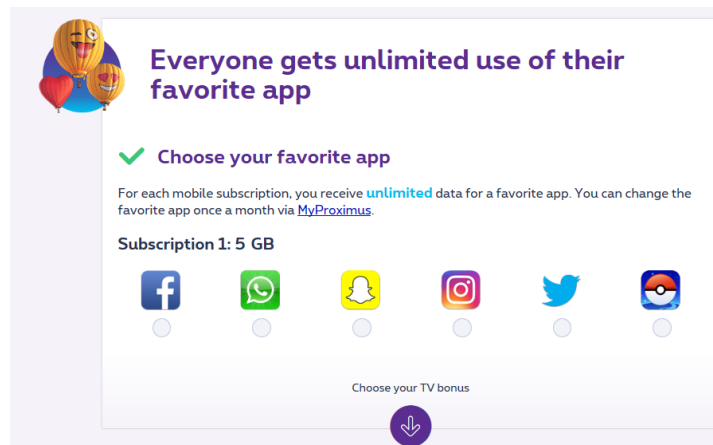 Everyone gets unlimited use of their
favorite app
Choose your favorite app
For each mobile subscription, you receive unlimited data for a favorite app. You can change the
favorite app once a month via MyProximus.
Subscription 1: 5 GB
Choose your TV bonus